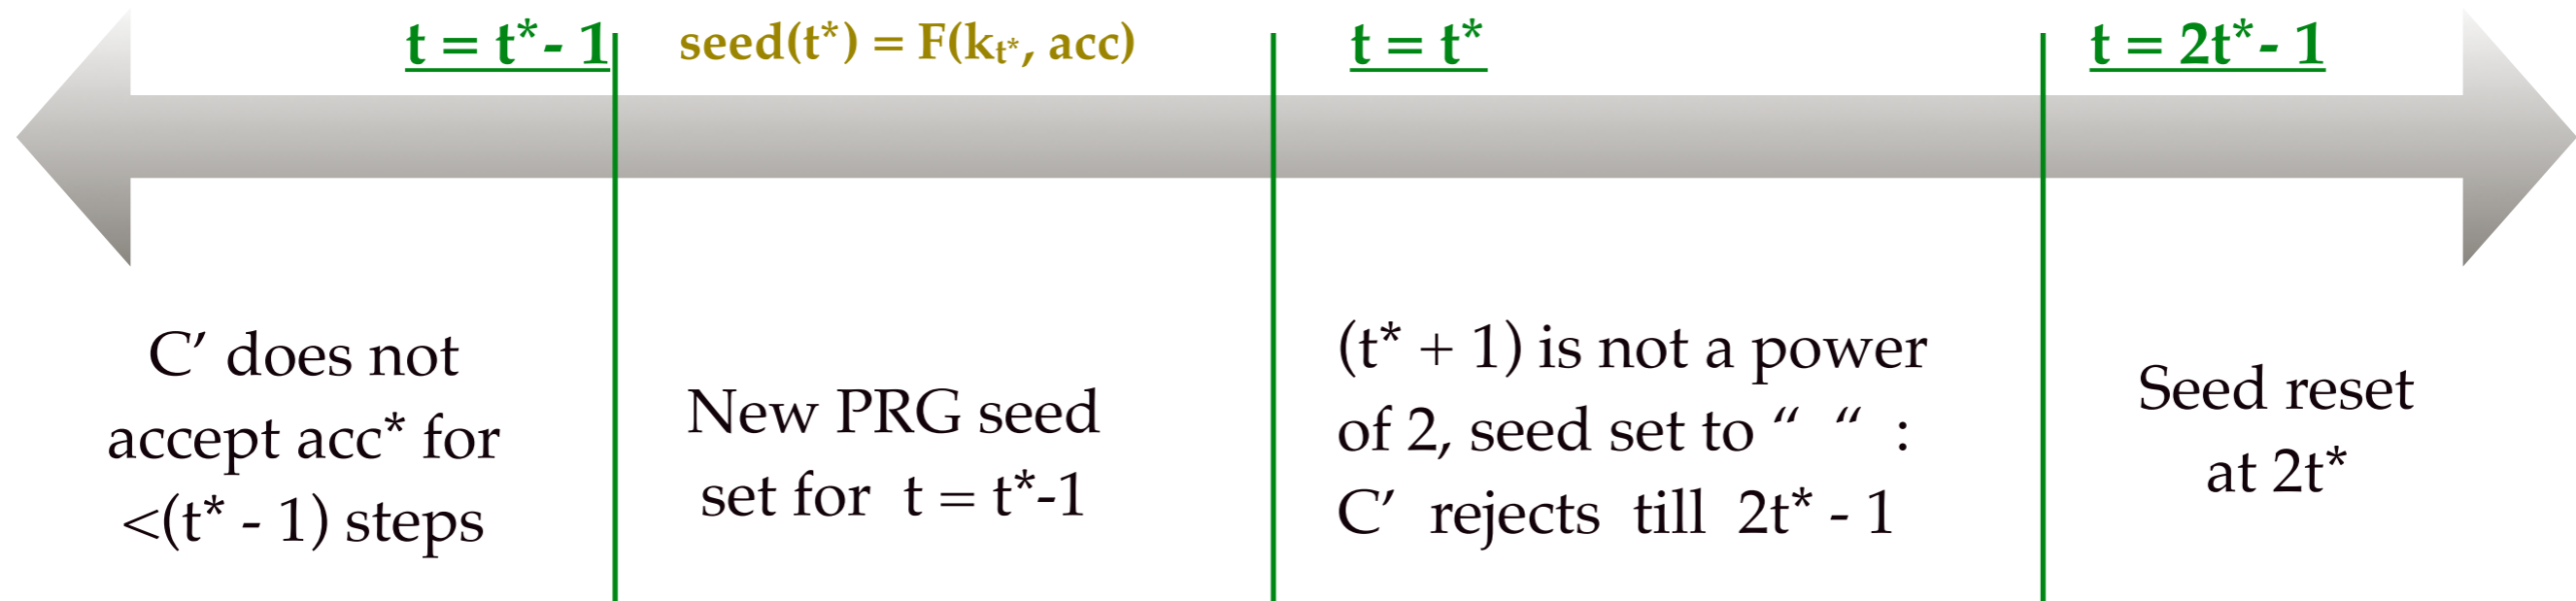 t = t*- 1
seed(t*) = F(kₜ*, acc)
t = t*
t = 2t*- 1
C′ does not
accept acc* for
<(t* - 1) steps
New PRG seed
set for t = t*-1
(t* + 1) is not a power
of 2, seed set to “ “ :
C′ rejects till 2t* - 1
Seed reset
at 2t*